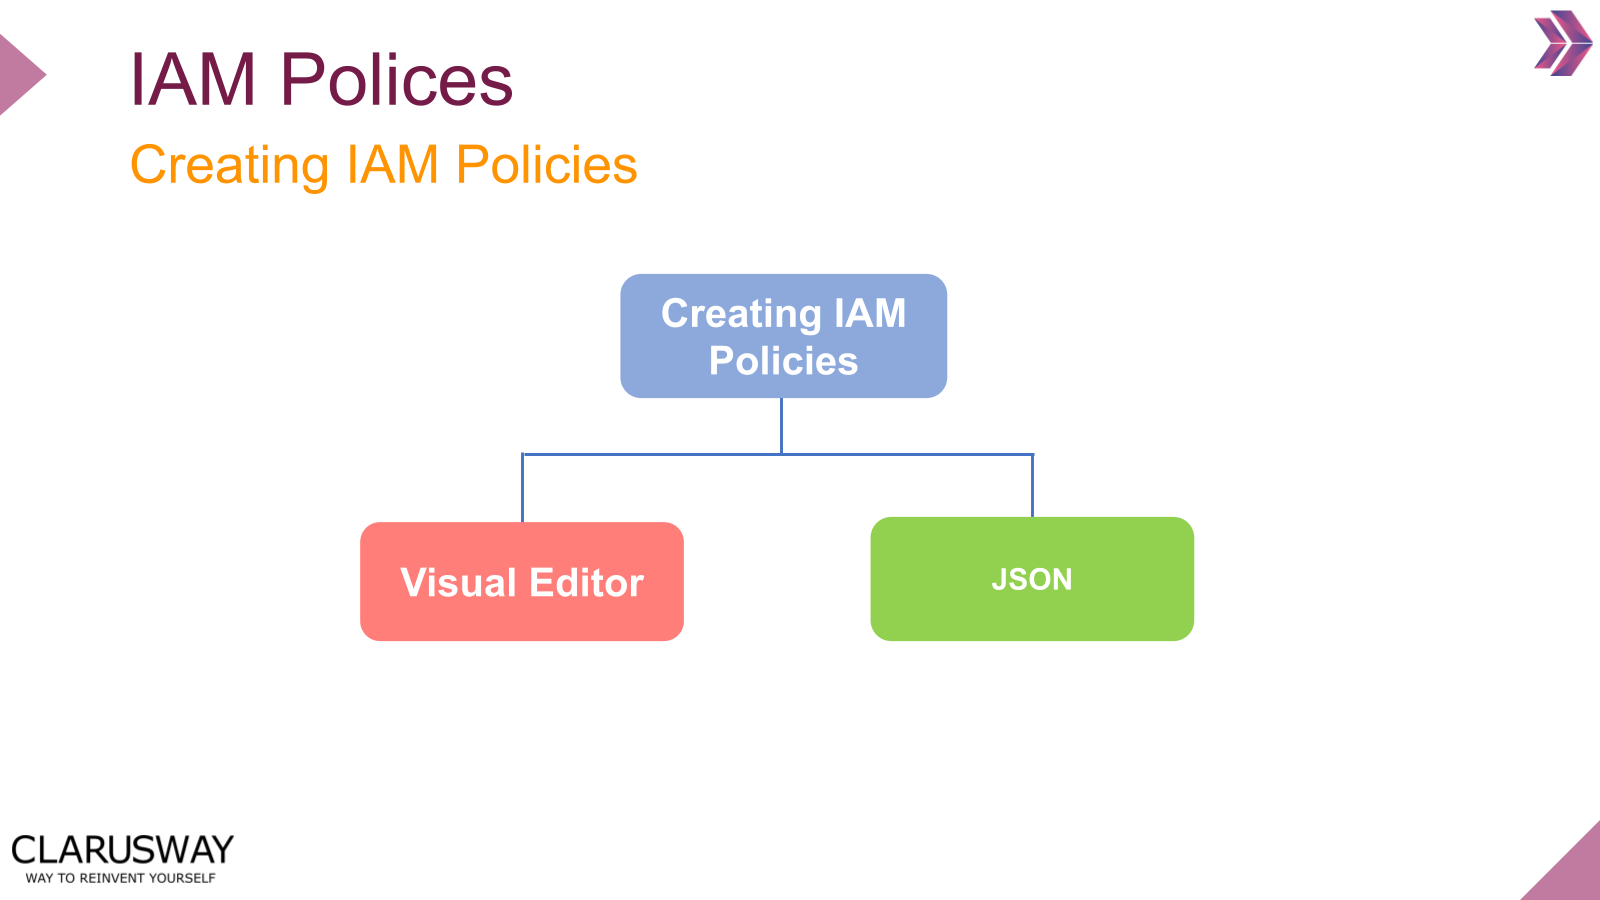 IAM Polices
Creating IAM Policies
Creating IAM
Policies
Visual Editor
JSON
CLARUSWAY
WAY TO REINVENT YOURSELF